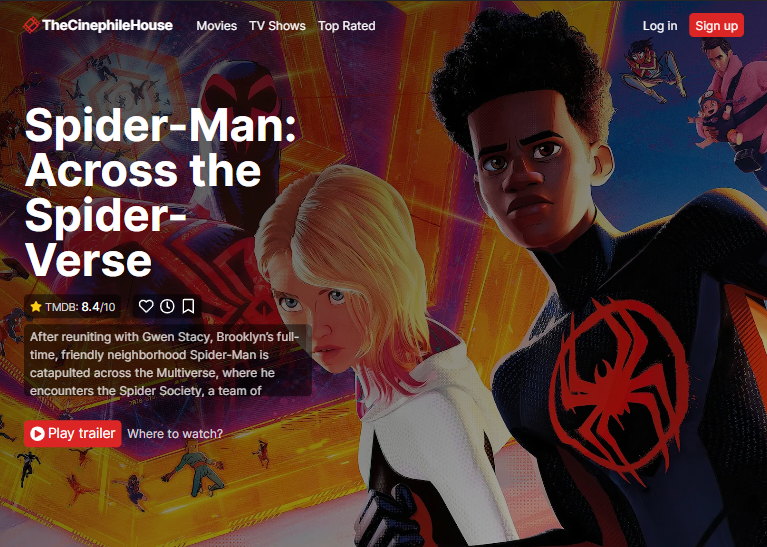 TheCinephileHouse Movies TV Shows Top Rated Log in Sign up
Spider-Man:
Across the
Spider-
Verse
TMDB: 8.4/10
After reuniting with Gwen Stacy, Brooklyn’s full-
time, friendly neighborhood Spider-Man is
catapulted across the Multiverse, where he
encounters the Spider Society, a team of
Play trailer Where to watch?